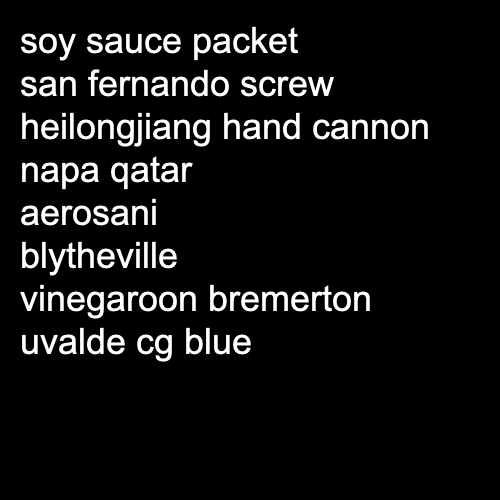 soy sauce packet
san fernando screw
heilongjiang hand cannon
napa qatar
aerosani
blytheville
vinegaroon bremerton
uvalde cg blue